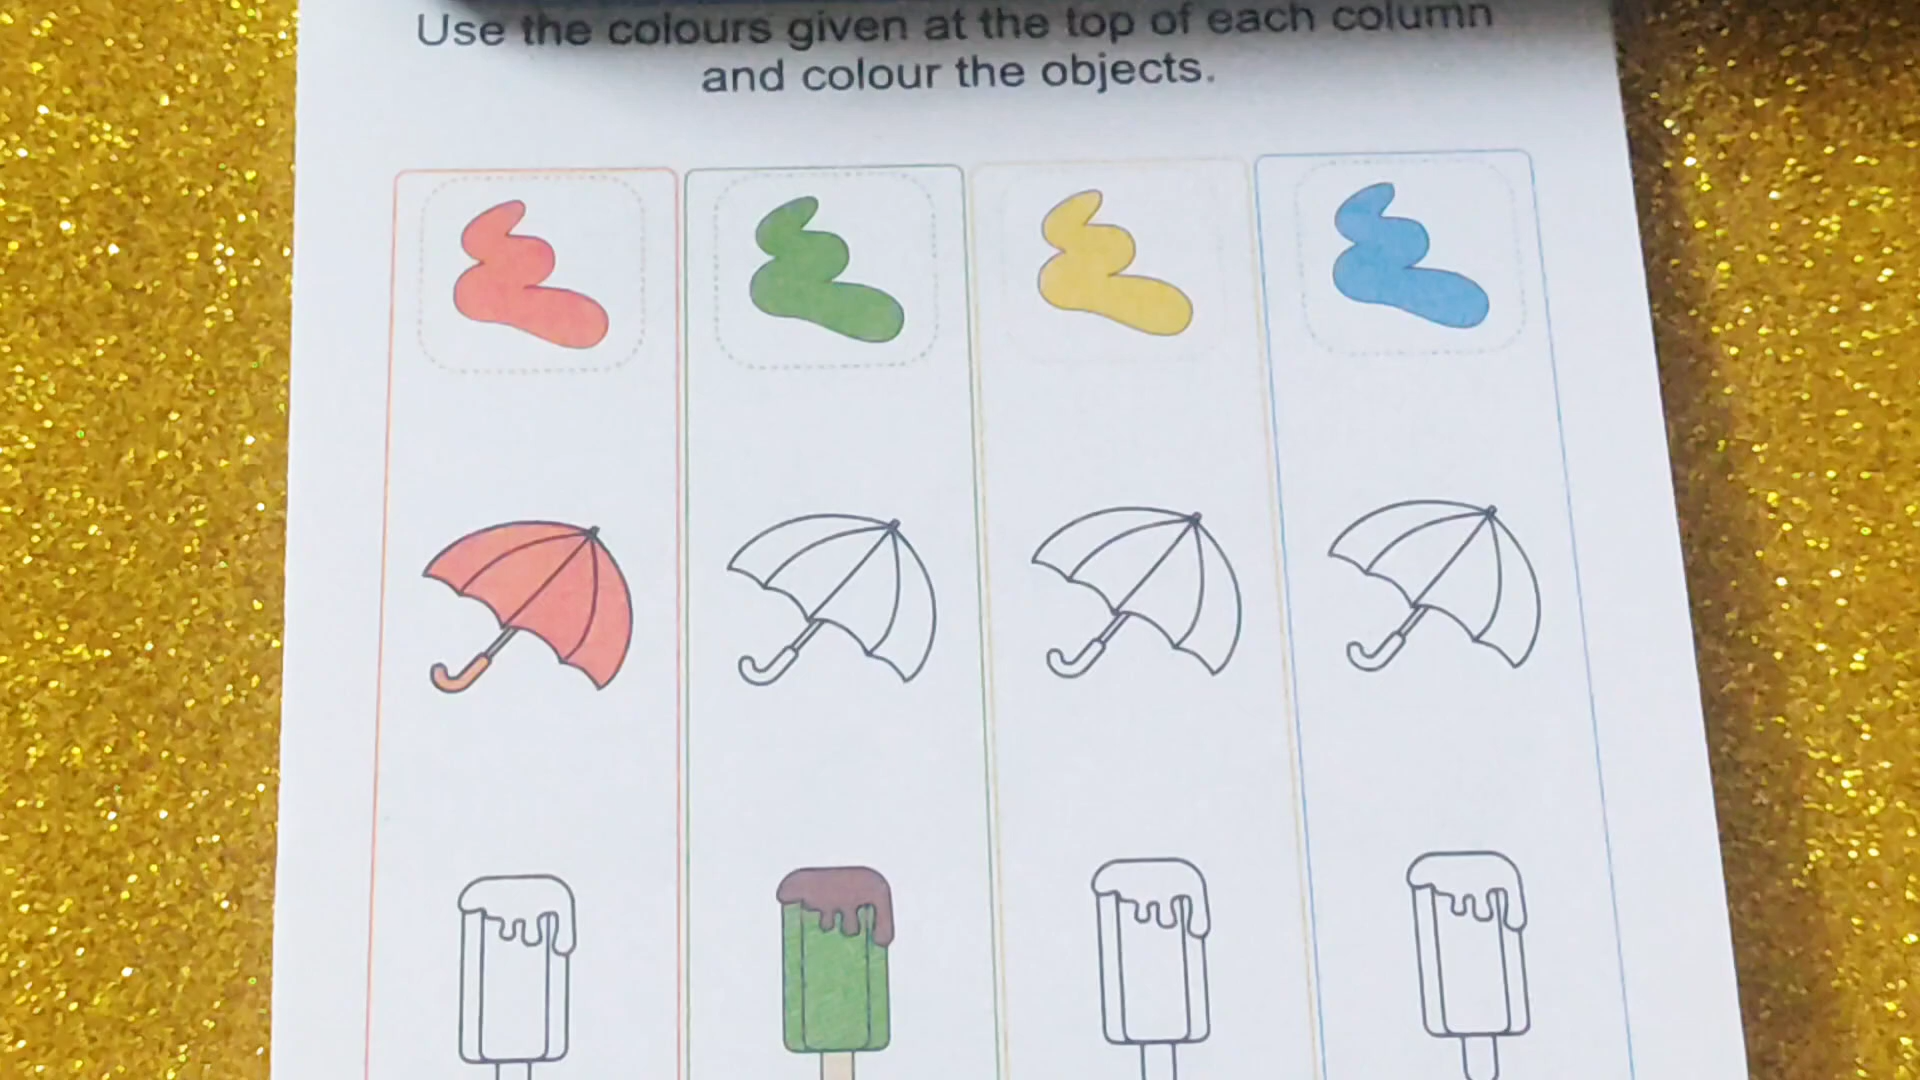 Use the colours given at the top of each column
and colour the objects.